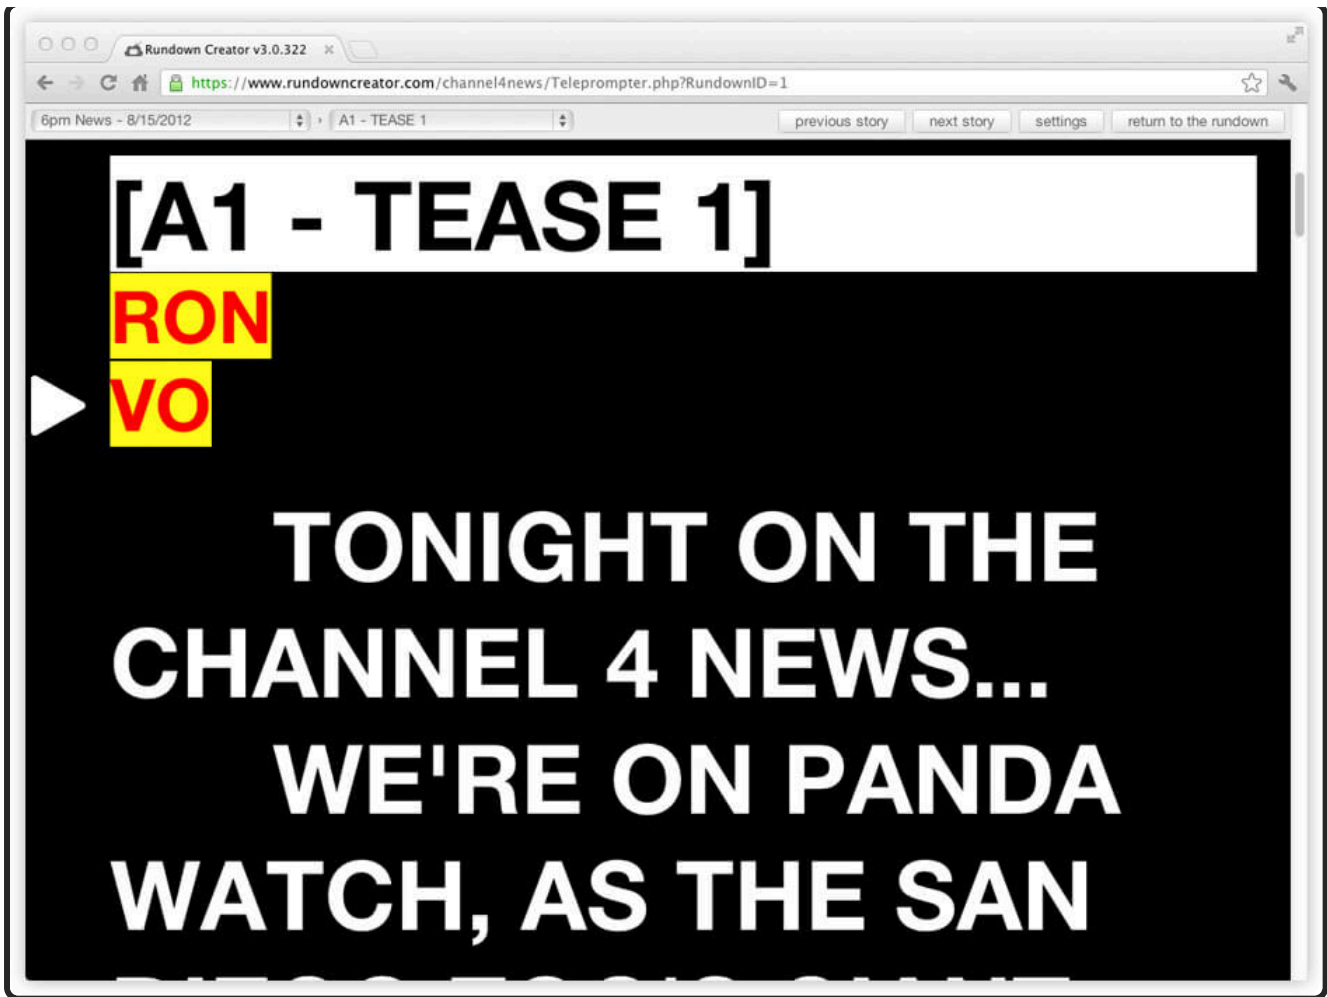 Rundown Creator v3.0.322
https://www.rundowncreator.com/channel4news/Teleprompter.php?RundownID=1
6pm News - 8/15/2012 › A1 - TEASE 1 previous story next story settings return to the rundown
[A1 - TEASE 1]
RON
VO
TONIGHT ON THE
CHANNEL 4 NEWS...
WE'RE ON PANDA
WATCH, AS THE SAN